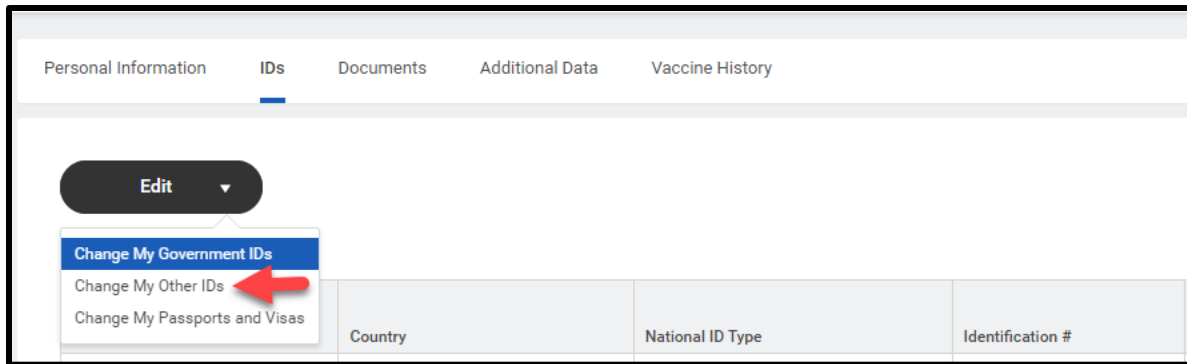 Personal Information IDs Documents Additional Data Vaccine History
Edit
Change My Government IDs
Change My Other IDs
Change My Passports and Visas
Country National ID Type Identification #